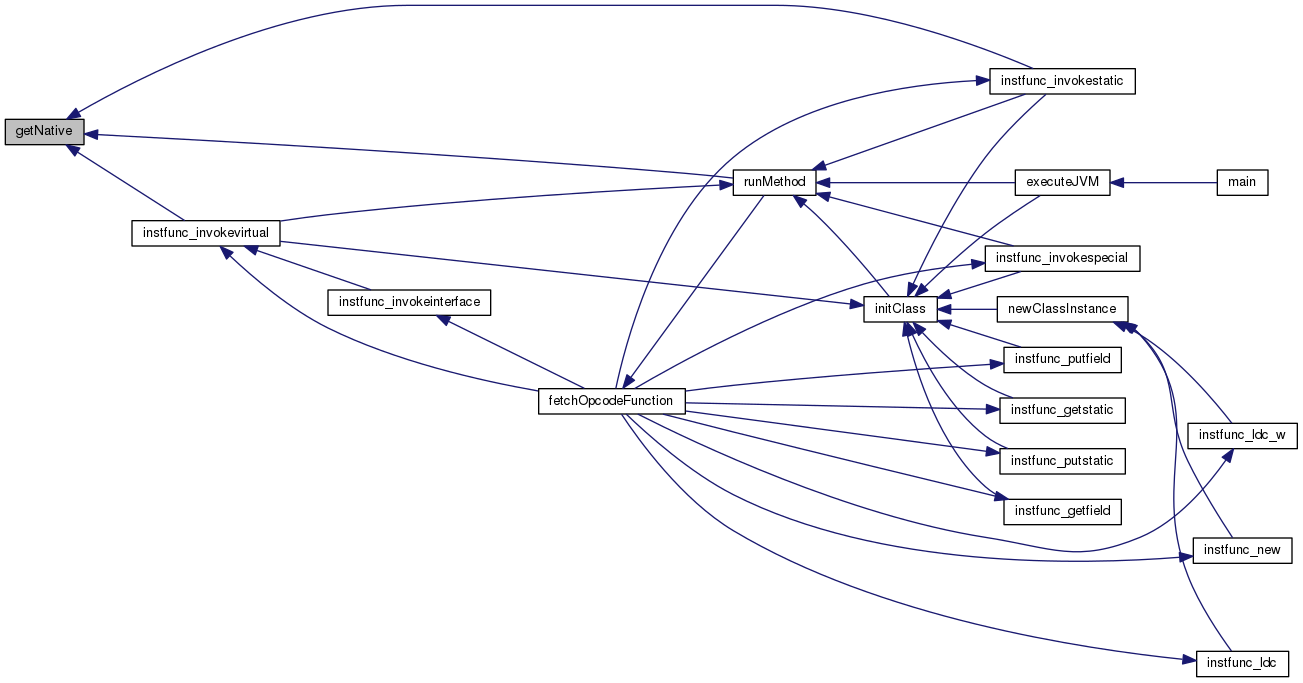 instfunc_invokestatic
getNative
runMethod
executeJVM
main
instfunc_invokevirtual
instfunc_invokespecial
instfunc_invokeinterface
initClass
newClassInstance
instfunc_putfield
fetchOpcodeFunction
instfunc_getstatic
instfunc_ldc_w
instfunc_putstatic
instfunc_getfield
instfunc_new
instfunc_ldc